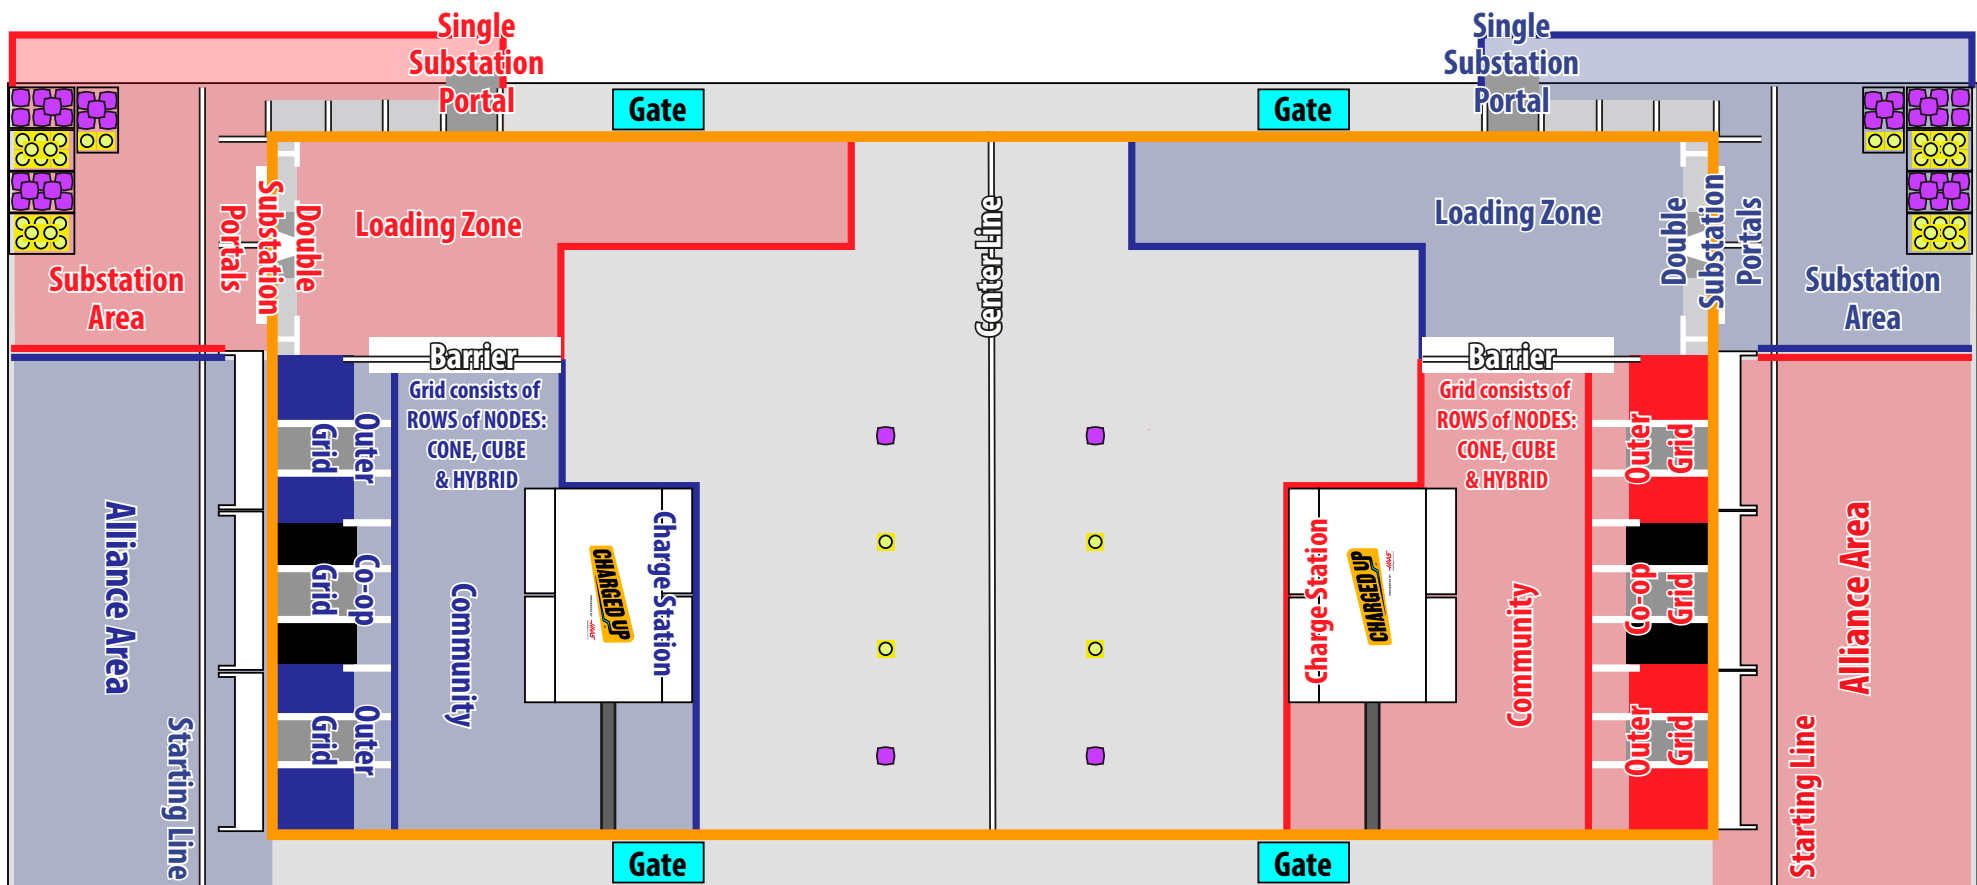 Single
Substation
Portal
Single
Substation
Portal
Gate
Gate
Double
Substation
Portals
Loading Zone
Center-Line
Loading Zone
Double
Substation
Portals
Substation
Area
Substation
Area
Barrier
Barrier
Grid consists of
ROWS of NODES:
CONE, CUBE
& HYBRID
Grid consists of
ROWS of NODES:
CONE, CUBE
& HYBRID
Outer
Grid
Outer
Grid
Alliance Area
Co-op
Grid
Community
CHARGED UP
Charge Station
Charge Station
CHARGED UP
Community
Co-op
Grid
Alliance Area
Outer
Grid
Outer
Grid
Starting Line
Starting Line
Gate
Gate